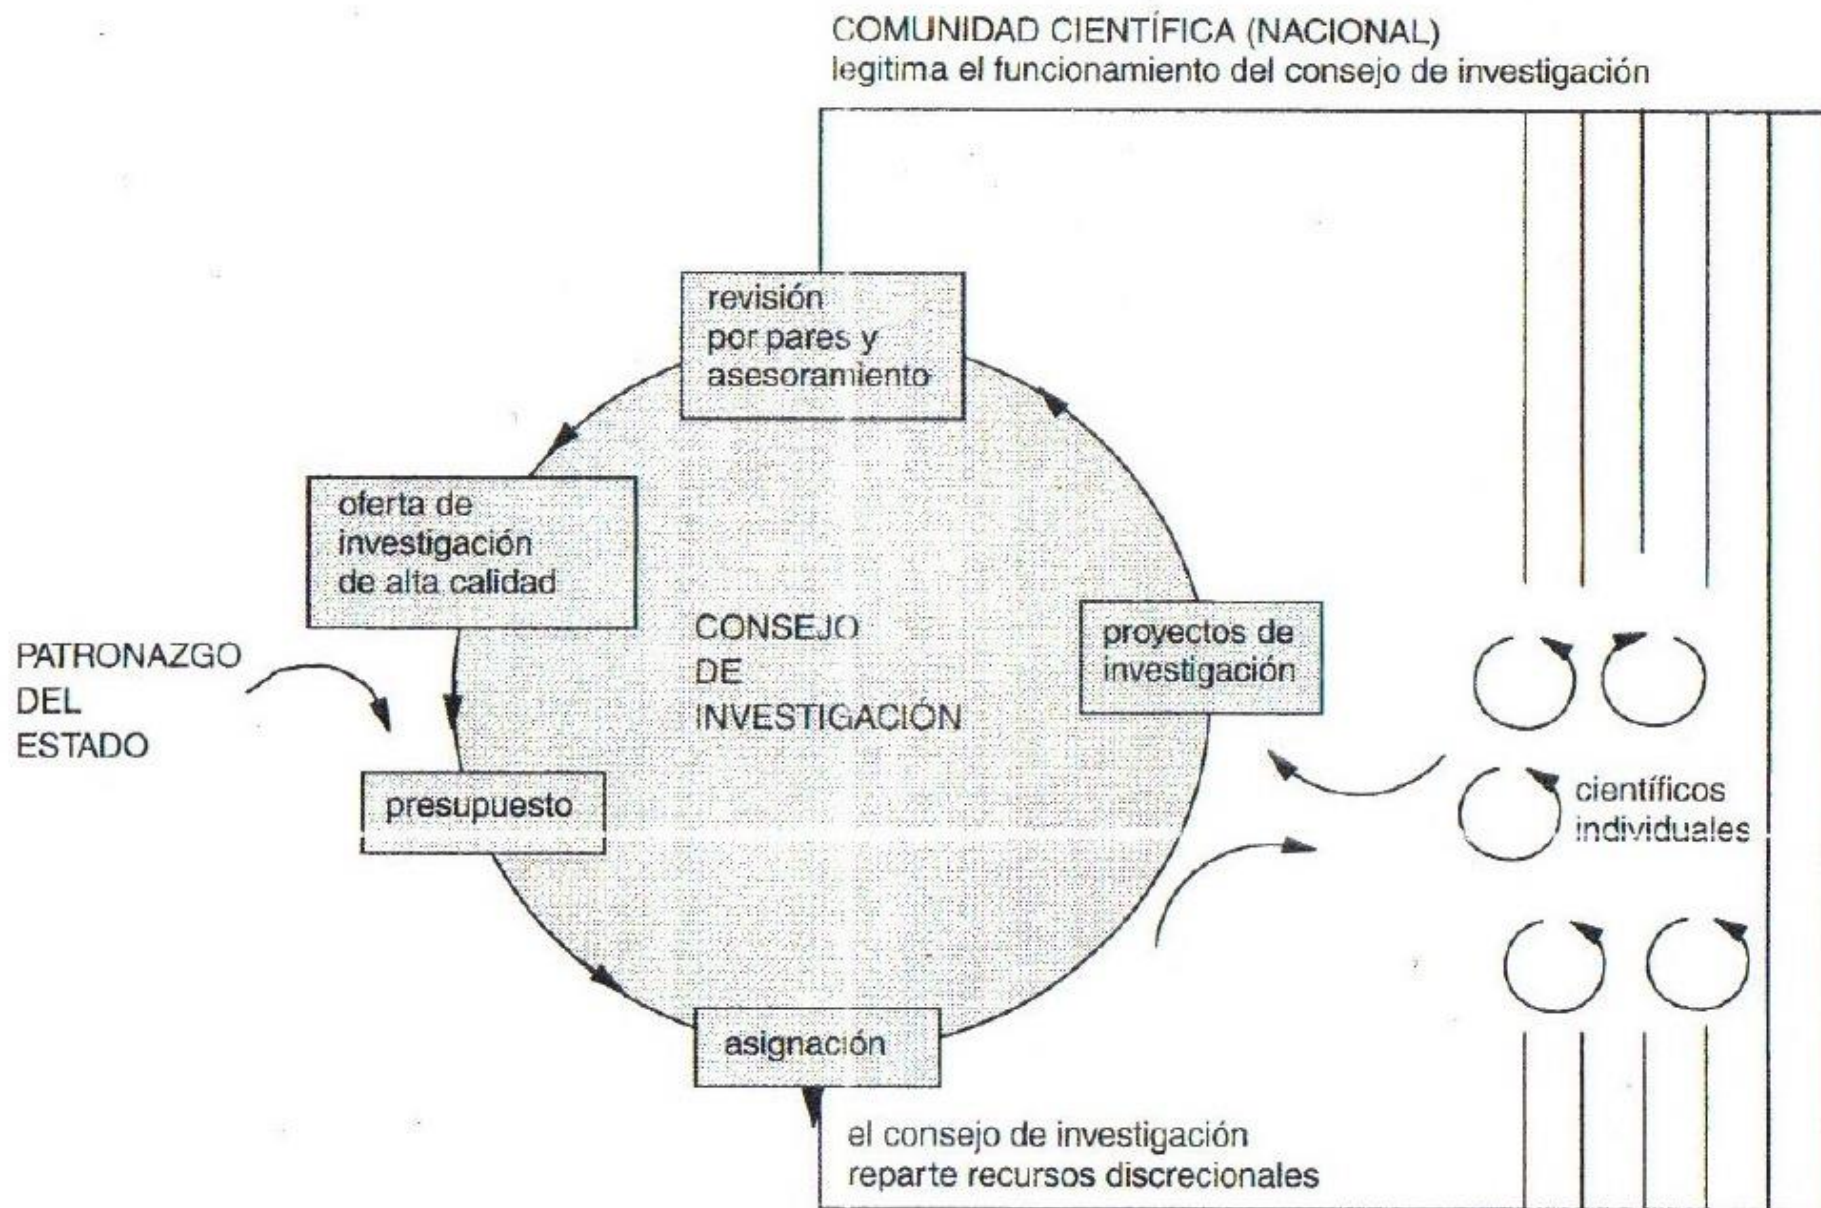 COMUNIDAD CIENTÍFICA (NACIONAL)
legitima el funcionamiento del consejo de investigación
revisión
por pares y
asesoramiento
oferta de
investigación
de alta calidad
CONSEJO
DE
INVESTIGACIÓN
proyectos de
investigación
PATRONAZGO
DEL
ESTADO
presupuesto
científicos
individuales
asignación
el consejo de investigación
reparte recursos discrecionales